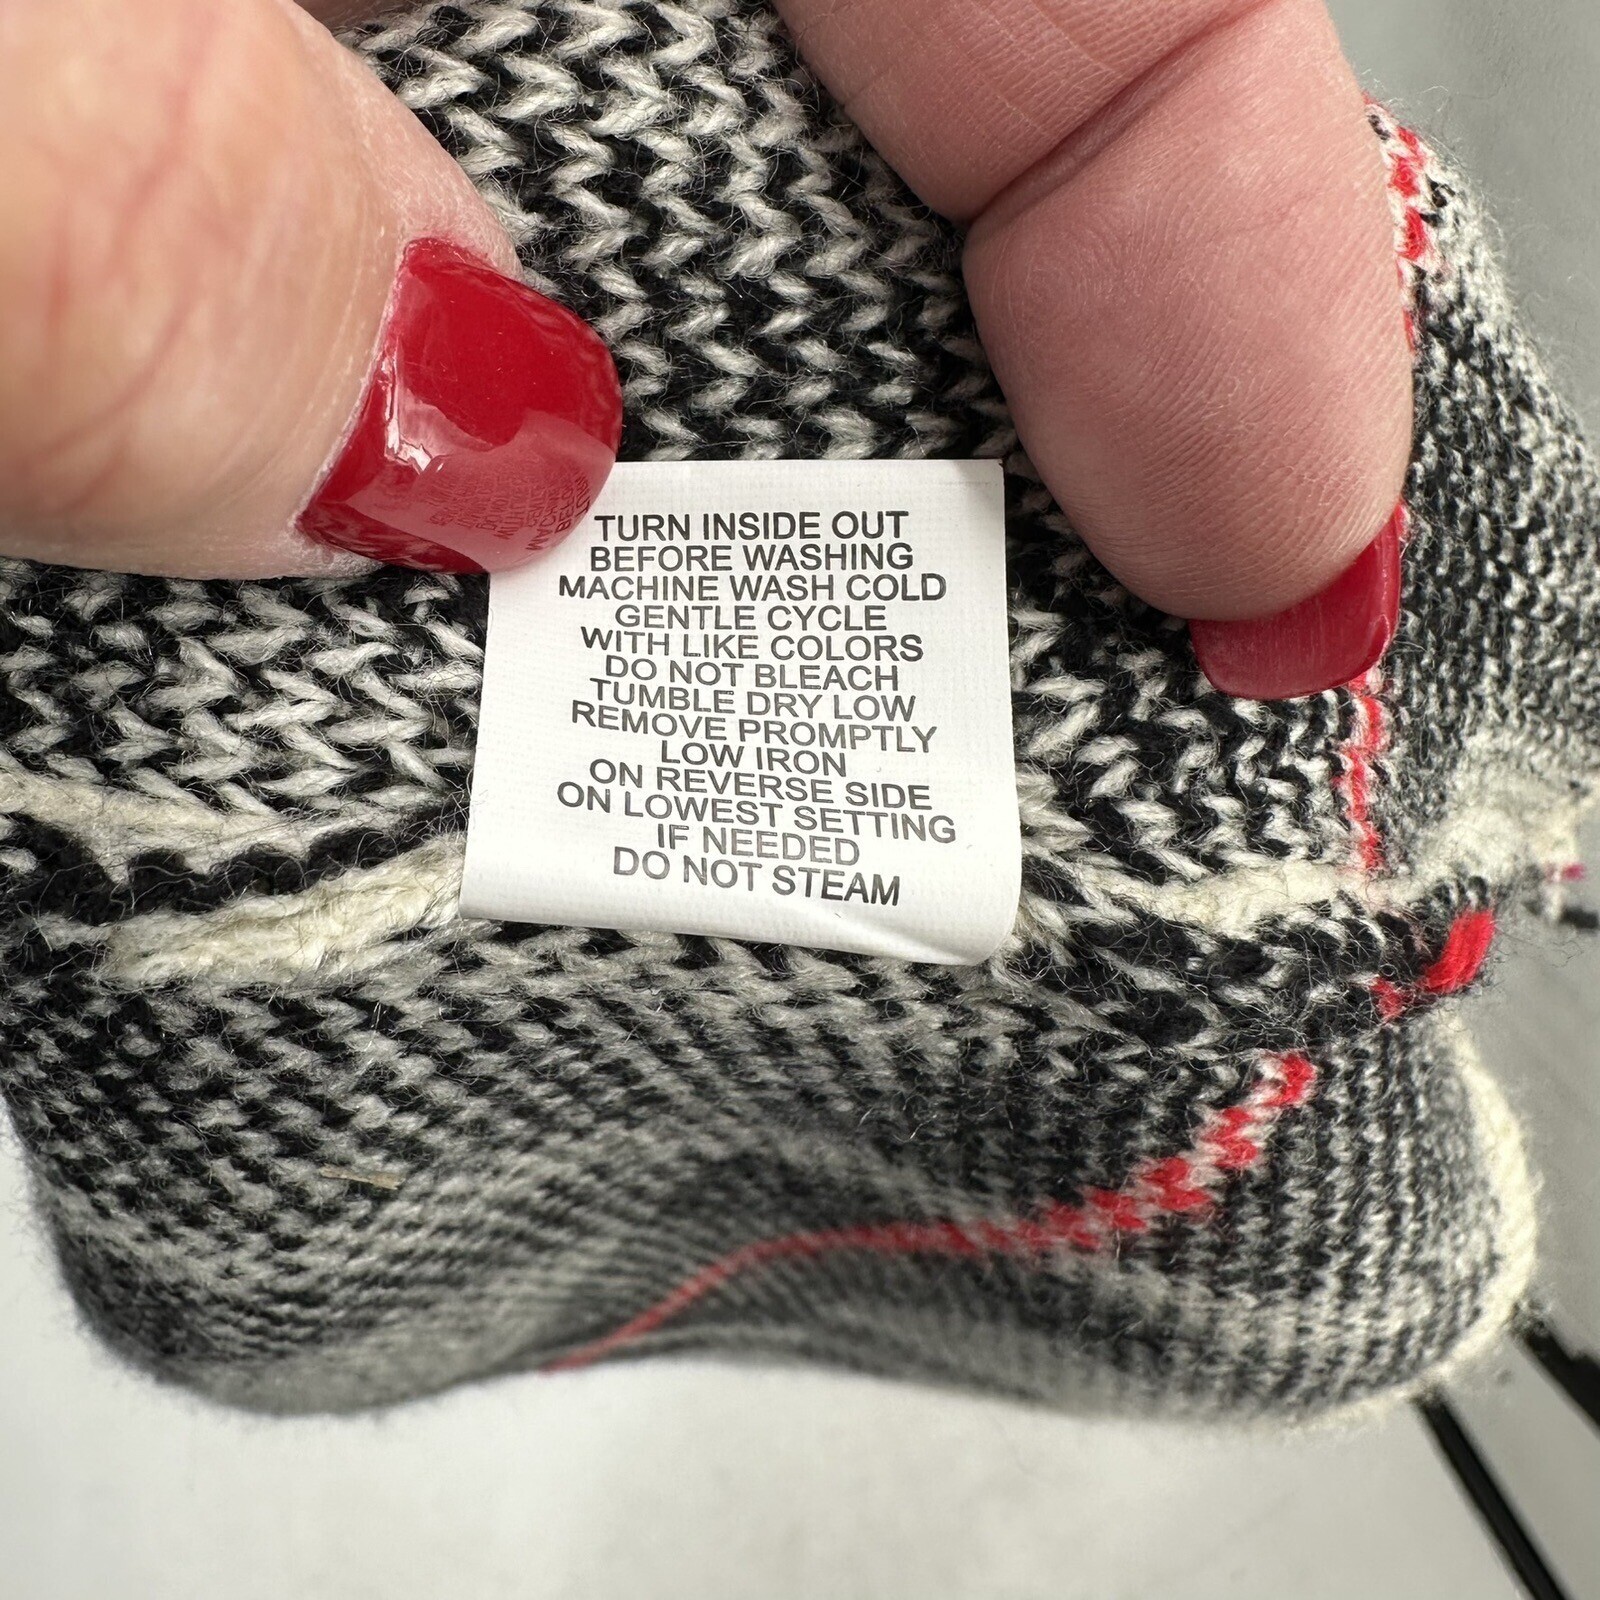 TURN INSIDE OUT
BEFORE WASHING
MACHINE WASH COLD
GENTLE CYCLE
WITH LIKE COLORS
DO NOT BLEACH
TUMBLE DRY LOW
REMOVE PROMPTLY
LOW IRON
ON REVERSE SIDE
ON LOWEST SETTING
IF NEEDED
DO NOT STEAM